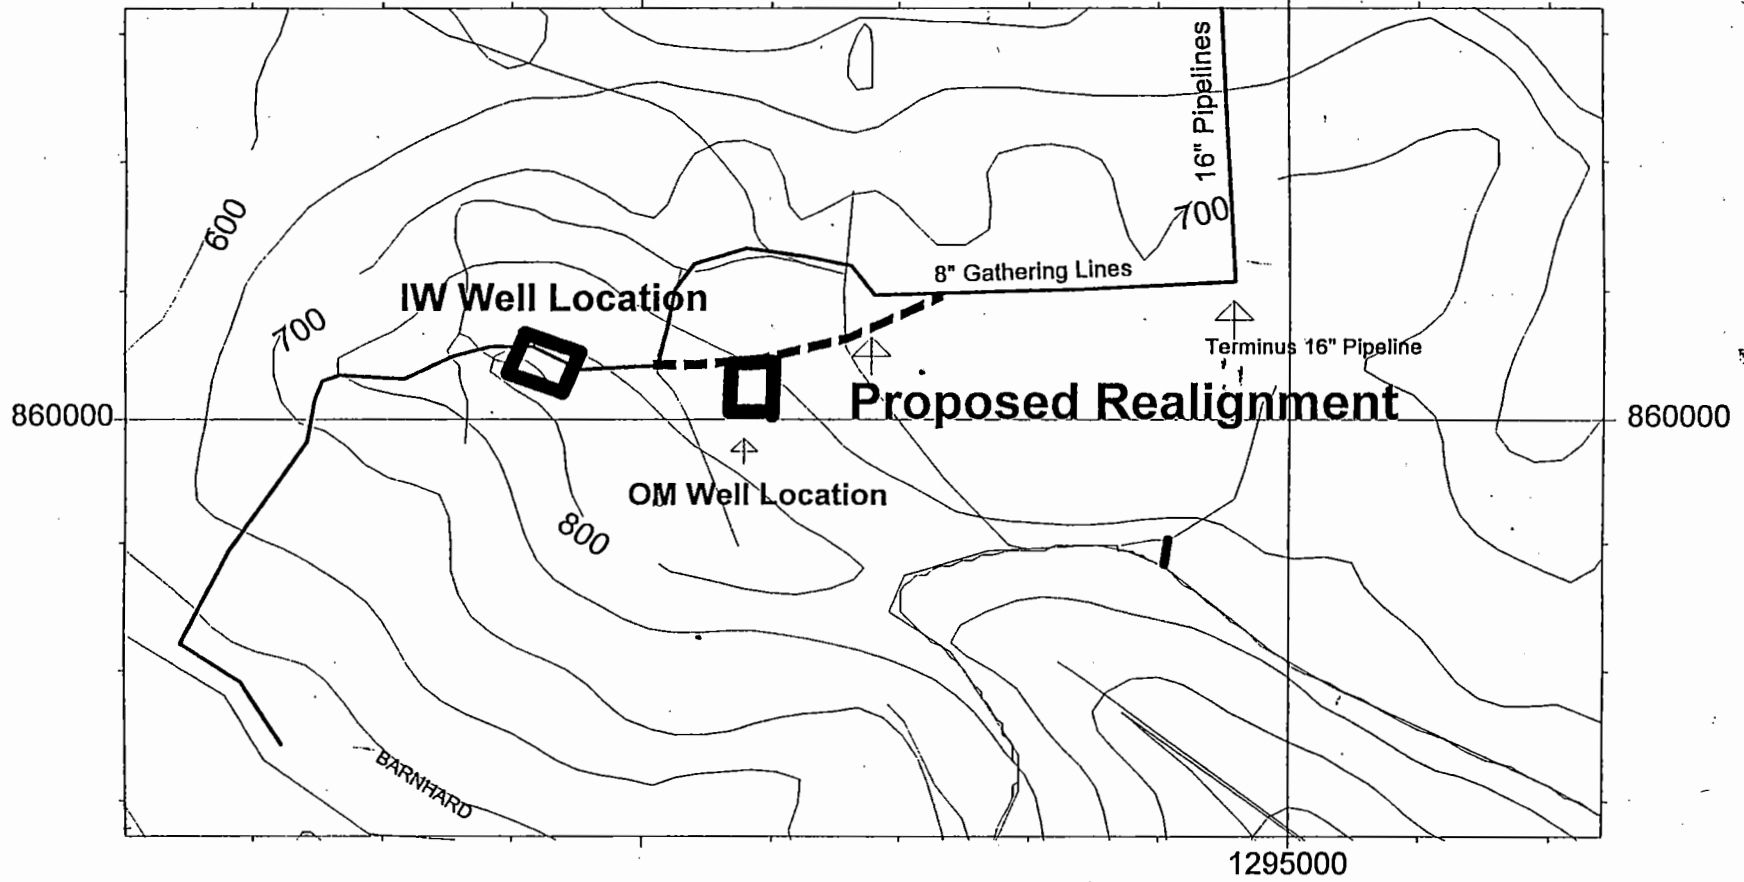 16" Pipelines
600
700
8" Gathering Lines
IW Well Location
700
Terminus 16" Pipeline
860000
Proposed Realignment
860000
OM Well Location
800
BARNHARD
1295000